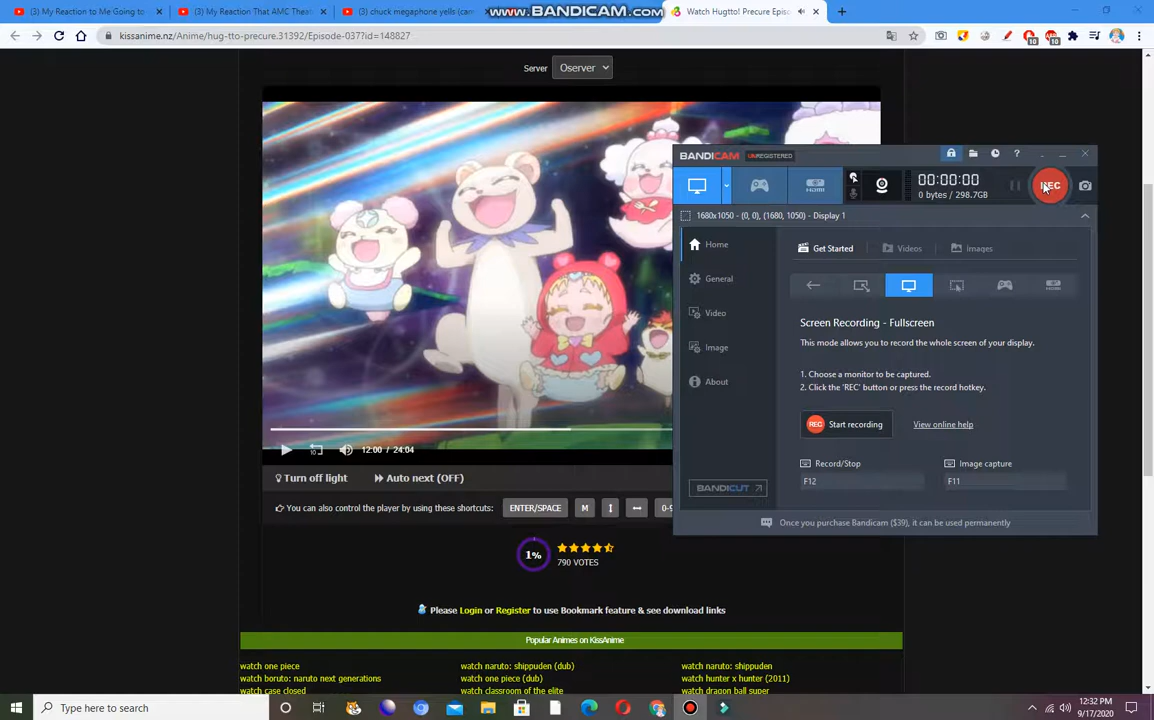 (3) My Reaction to Me Going to
(3) My Reaction That AMC Theat
(3) chuck megaphone yells (cam
www.BANDICAM.com
Watch Hugtto! Precure Epis
kissanime.nz/Anime/hug-tto-precure.31392/Episode-037?id=148827
10
10
Server
Oserver
BANDICAM
UNREGISTERED
HDMI
00:00:00
0 bytes / 298.7GB
REC
1680x1050 - (0, 0), (1680, 1050) - Display 1
Home
General
Video
Image
About
BANDICUT
Get Started
Videos
Images
HDMI
Screen Recording - Fullscreen
This mode allows you to record the whole screen of your display.
1. Choose a monitor to be captured.
2. Click the 'REC' button or press the record hotkey.
REC
Start recording
View online help
Record/Stop
Image capture
F12
F11
Once you purchase Bandicam ($39), it can be used permanently
10
12:00 / 24:04
Turn off light
Auto next (OFF)
You can also control the player by using these shortcuts:
ENTER/SPACE
M
0-9
1%
790 VOTES
Please Login or Register to use Bookmark feature & see download links
Popular Animes on KissAnime
watch one piece
watch naruto: shippuden (dub)
watch naruto: shippuden
watch boruto: naruto next generations
watch one piece (dub)
watch hunter x hunter (2011)
watch case closed
watch classroom of the elite
watch dragon ball super
Type here to search
12:32 PM
9/17/2020